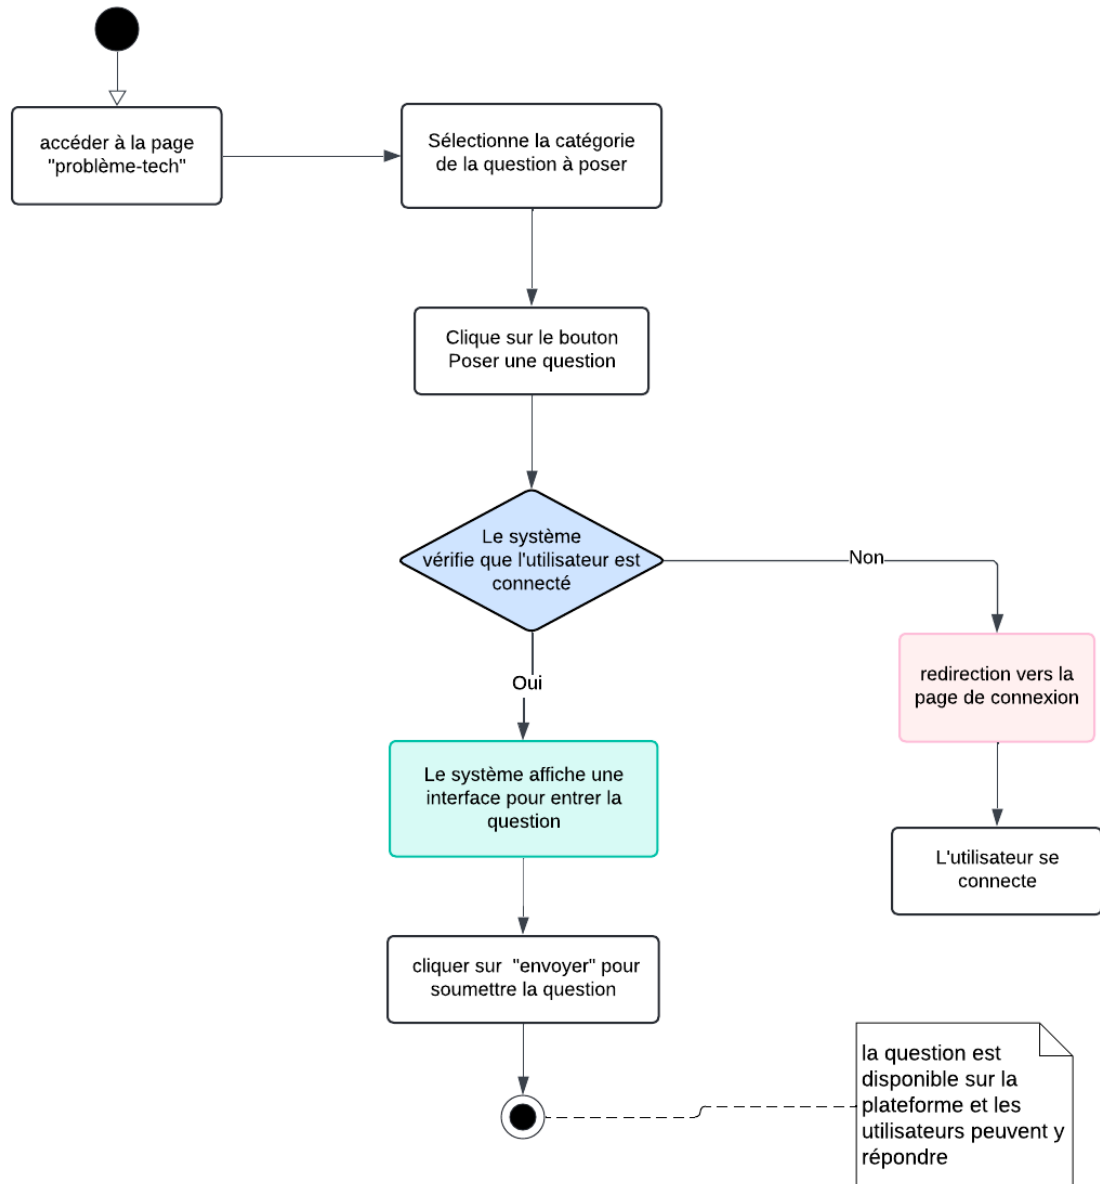 accéder à la page
"problème-tech"
Sélectionne la catégorie
de la question à poser
Clique sur le bouton
Poser une question
Le système
vérifie que l'utilisateur est
connecté
Non
redirection vers la
page de connexion
Oui
Le système affiche une
interface pour entrer la
question
L'utilisateur se
connecte
cliquer sur "envoyer" pour
soumettre la question
la question est
disponible sur la
plateforme et les
utilisateurs peuvent y
répondre